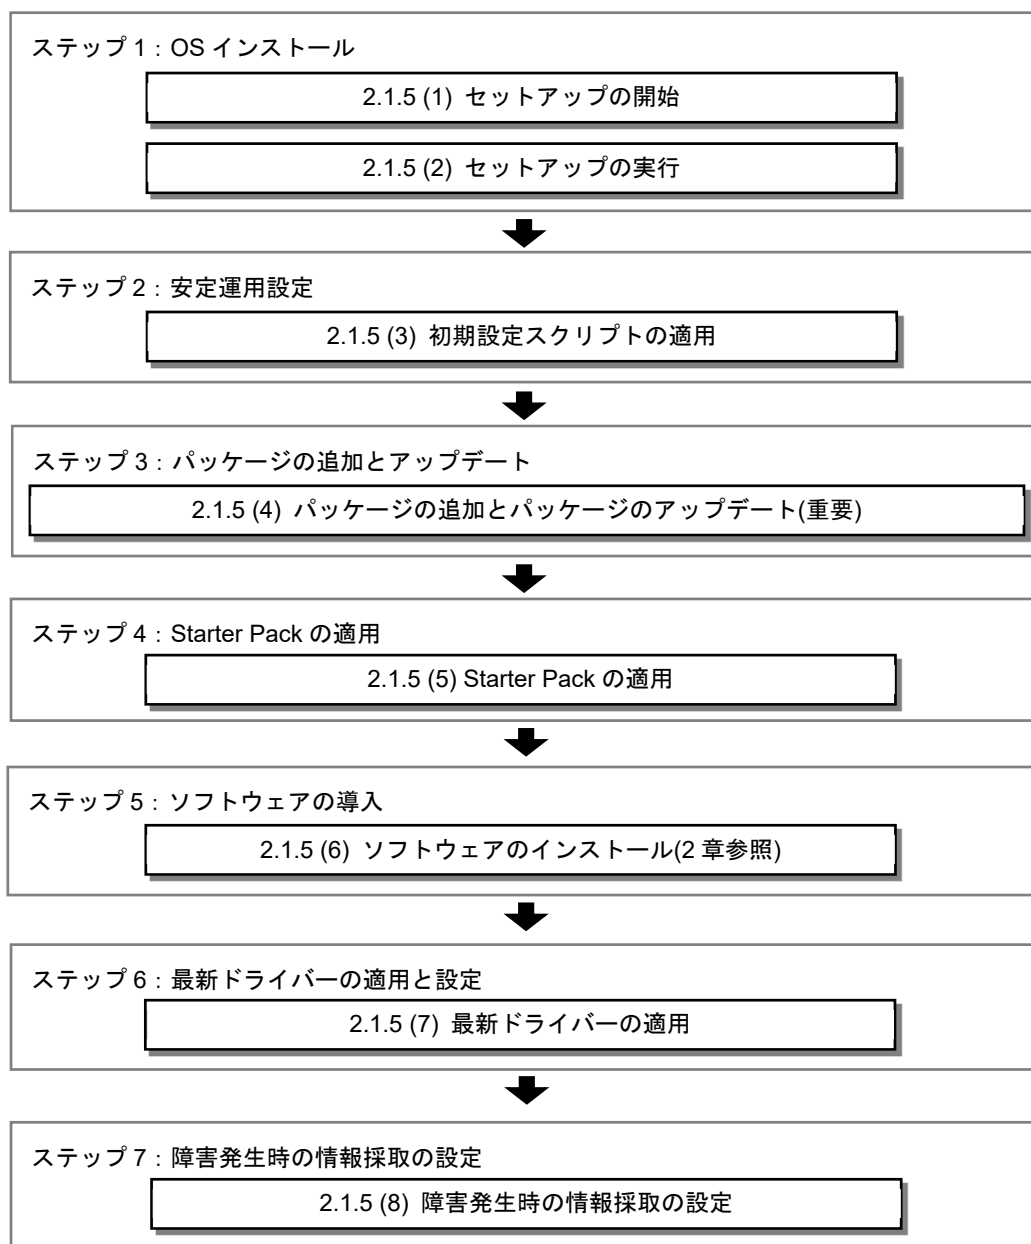 ステップ 1：OS インストール
2.1.5 (1) セットアップの開始
2.1.5 (2) セットアップの実行
ステップ 2：安定運用設定
2.1.5 (3) 初期設定スクリプトの適用
ステップ 3：パッケージの追加とアップデート
2.1.5 (4) パッケージの追加とパッケージのアップデート(重要)
ステップ 4：Starter Pack の適用
2.1.5 (5) Starter Pack の適用
ステップ 5：ソフトウェアの導入
2.1.5 (6) ソフトウェアのインストール(2 章参照)
ステップ 6：最新ドライバーの適用と設定
2.1.5 (7) 最新ドライバーの適用
ステップ 7：障害発生時の情報採取の設定
2.1.5 (8) 障害発生時の情報採取の設定